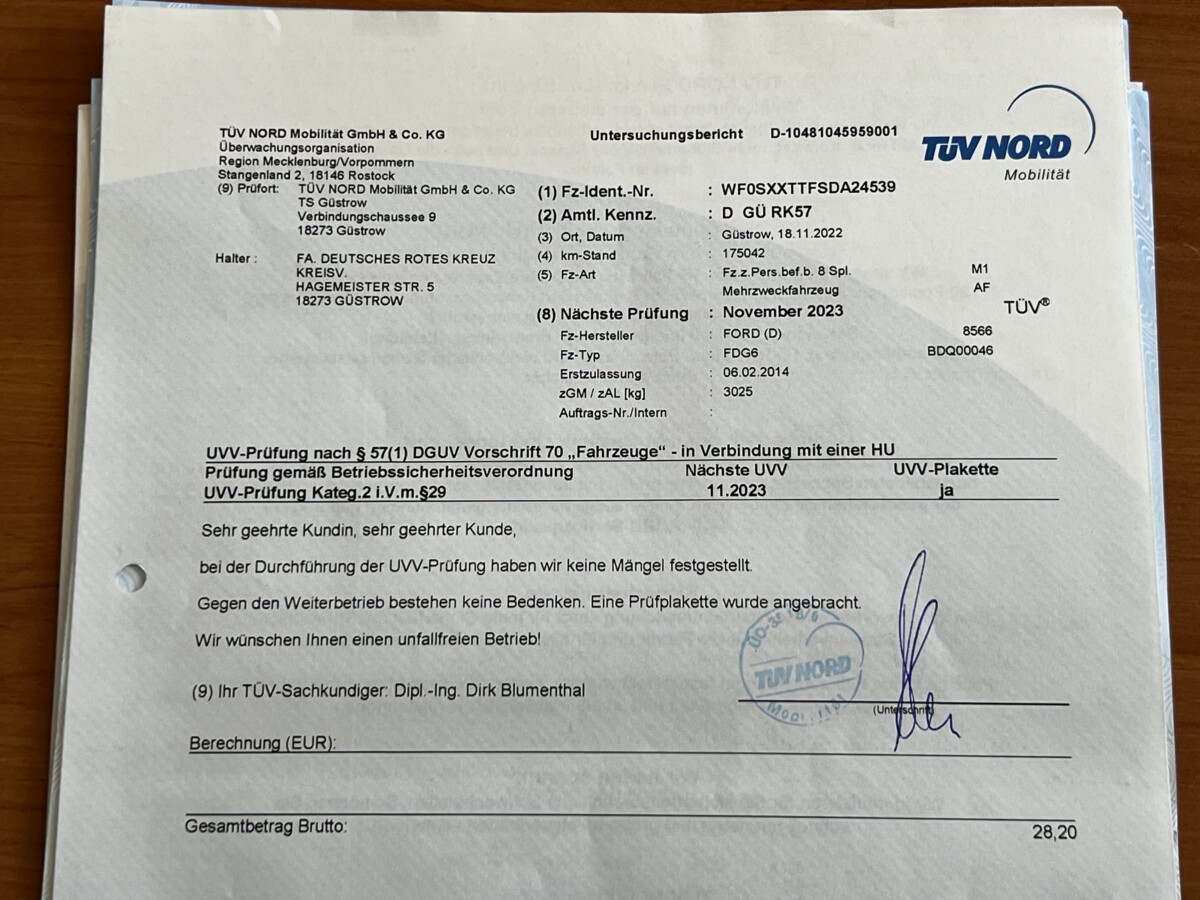 TÜV NORD Mobilität GmbH & Co. KG
Überwachungsorganisation
Region Mecklenburg/Vorpommern
Stangenland 2, 18146 Rostock
(9) Prüfort: TÜV NORD Mobilität GmbH & Co. KG
TS Güstrow
Verbindungschaussee 9
18273 Güstrow
Halter : FA. DEUTSCHES ROTES KREUZ
KREISV.
HAGEMEISTER STR. 5
18273 GÜSTROW
Untersuchungsbericht D-10481045959001
TÜV NORD
Mobilität
(1) Fz-Ident.-Nr. : WF0SXXTTFSDA24539
(2) Amtl. Kennz. : D GÜ RK57
(3) Ort, Datum : Güstrow, 18.11.2022
(4) km-Stand : 175042
(5) Fz-Art : Fz.z.Pers.bef.b. 8 Spl. M1
Mehrzweckfahrzeug AF
TÜV®
(8) Nächste Prüfung : November 2023
Fz-Hersteller : FORD (D) 8566
Fz-Typ : FDG6 BDQ00046
Erstzulassung : 06.02.2014
zGM / zAL [kg] : 3025
Auftrags-Nr./Intern :
UVV-Prüfung nach § 57(1) DGUV Vorschrift 70 „Fahrzeuge“ - in Verbindung mit einer HU
Prüfung gemäß Betriebssicherheitsverordnung Nächste UVV UVV-Plakette
UVV-Prüfung Kateg.2 i.V.m.§29 11.2023 ja
Sehr geehrte Kundin, sehr geehrter Kunde,
bei der Durchführung der UVV-Prüfung haben wir keine Mängel festgestellt.
Gegen den Weiterbetrieb bestehen keine Bedenken. Eine Prüfplakette wurde angebracht.
Wir wünschen Ihnen einen unfallfreien Betrieb!
(9) Ihr TÜV-Sachkundiger: Dipl.-Ing. Dirk Blumenthal
TÜV NORD
(Unterschrift)
Berechnung (EUR):
Gesamtbetrag Brutto: 28,20